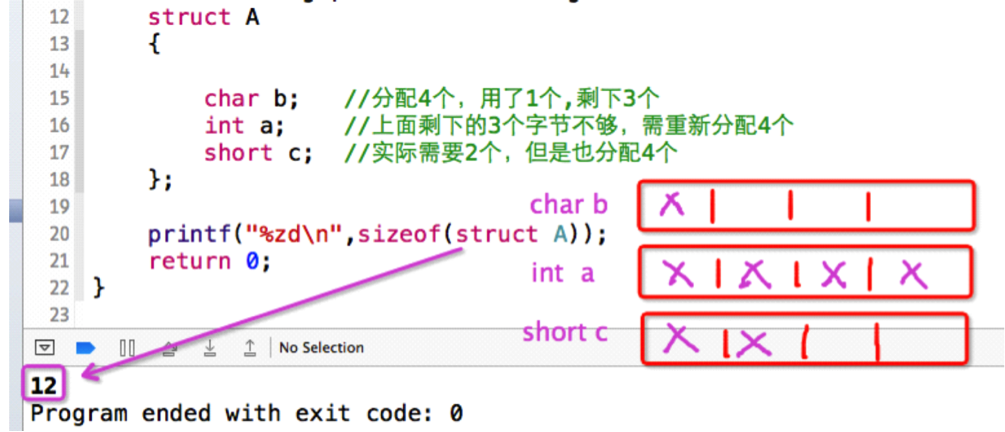 12 struct A
13 {
14
15 char b; //分配4个，用了1个,剩下3个
16 int a; //上面剩下的3个字节不够，需重新分配4个
17 short c; //实际需要2个，但是也分配4个
18 };
19
char b
20 printf("%zd\n",sizeof(struct A));
21 return 0;
int a
22 }
23
short c
No Selection
12
Program ended with exit code: 0